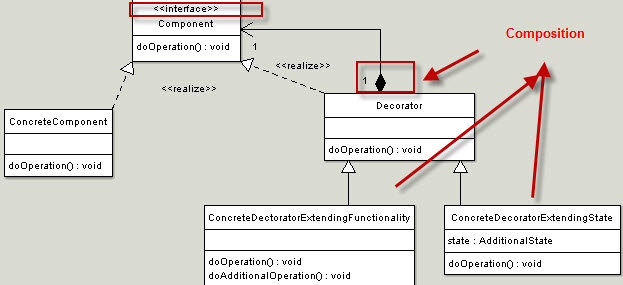 <<interface>>
Component
doOperation() : void
1
<<realize>>
<<realize>>
Composition
1
Decorator
doOperation() : void
ConcreteComponent
doOperation() : void
ConcreteDectoratorExtendingFunctionality
doOperation() : void
doAdditionalOperation() : void
ConcreteDecoratorExtendingState
state : AdditionalState
doOperation() : void